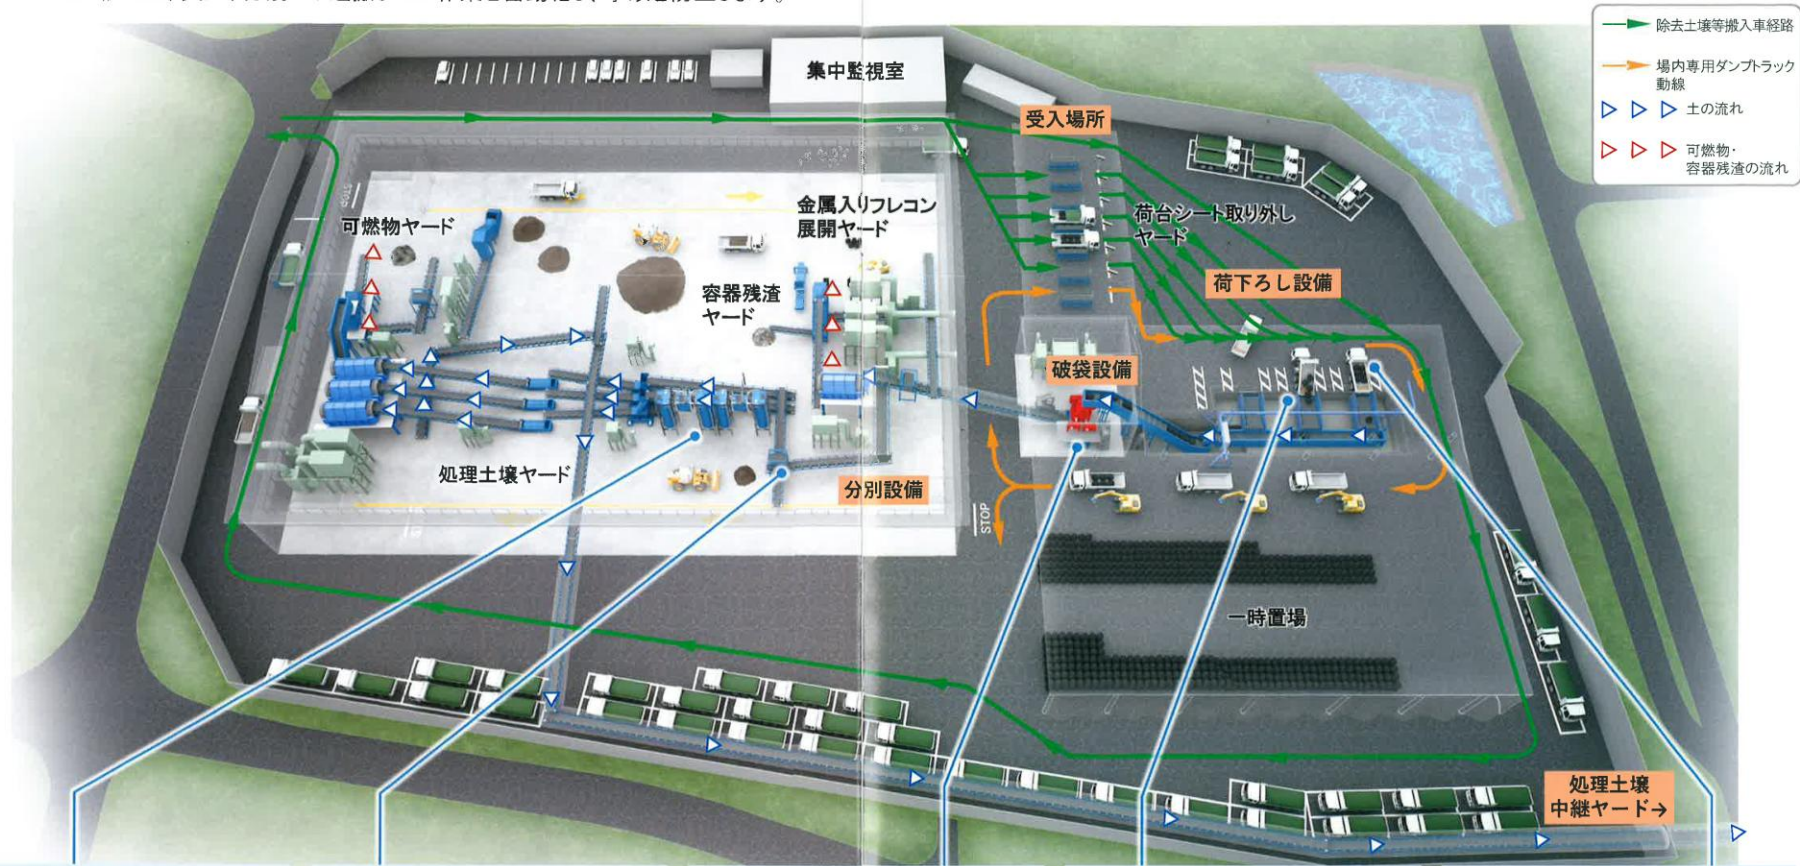 除去土壌等搬入車経路
場内専用ダンプトラック
動線
土の流れ
可燃物・
容器残渣の流れ
集中監視室
受入場所
荷台シート取り外し
ヤード
荷下ろし設備
破袋設備
STOP
可燃物ヤード
金属入りフレコン
展開ヤード
容器残渣
ヤード
処理土壌ヤード
分別設備
STOP
一時置場
処理土壌
中継ヤード→